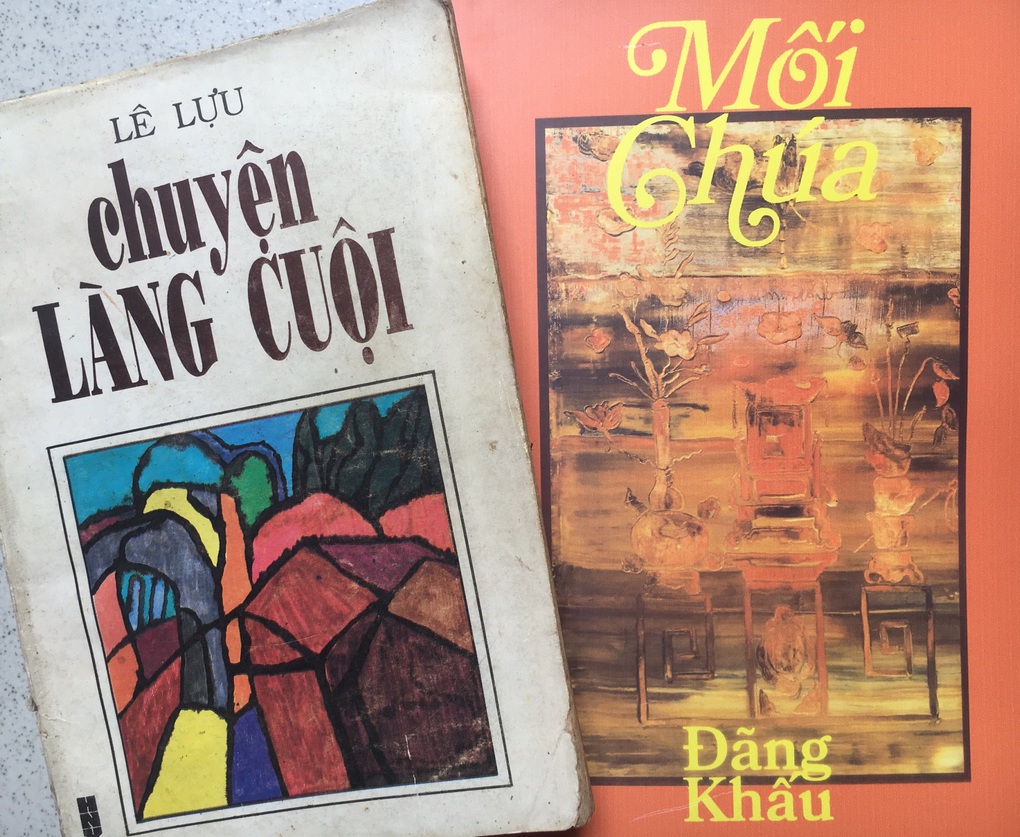 LÊ LỰU
chuyện
LÀNG CUỘI
Mối
Chúa
Đãng
Khấu